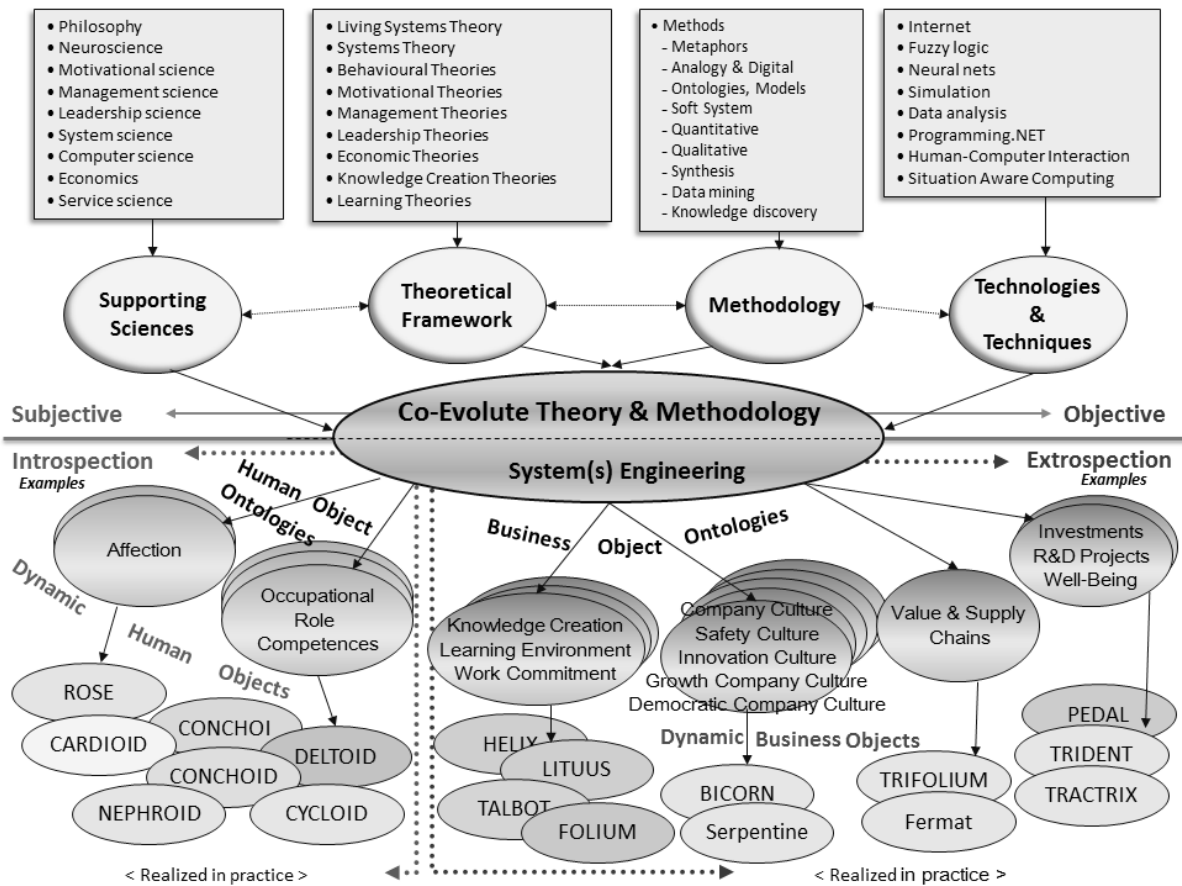 • Philosophy
• Neuroscience
• Motivational science
• Management science
• Leadership science
• System science
• Computer science
• Economics
• Service science
• Living Systems Theory
• Systems Theory
• Behavioural Theories
• Motivational Theories
• Management Theories
• Leadership Theories
• Economic Theories
• Knowledge Creation Theories
• Learning Theories
• Methods
- Metaphors
- Analogy & Digital
- Ontologies, Models
- Soft System
- Quantitative
- Qualitative
- Synthesis
- Data mining
- Knowledge discovery
• Internet
• Fuzzy logic
• Neural nets
• Simulation
• Data analysis
• Programming.NET
• Human-Computer Interaction
• Situation Aware Computing
Supporting
Sciences
Theoretical
Framework
Methodology
Technologies
&
Techniques
Subjective
Co-Evolute Theory & Methodology
Objective
Introspection
Examples
System(s) Engineering
Extrospection
Examples
Human Object
Ontologies
Business Object Ontologies
Affection
Occupational
Role
Competences
Knowledge Creation
Learning Environment
Work Commitment
Company Culture
Safety Culture
Innovation Culture
Growth Company Culture
Democratic Company Culture
Value & Supply
Chains
Investments
R&D Projects
Well-Being
Dynamic Human Objects
Dynamic Business Objects
ROSE
CARDIOID
CONCHOI
CONCHOID
NEPHROID
DELTOID
CYCLOID
HELIX
LITUUS
TALBOT
FOLIUM
BICORN
Serpentine
TRIFOLIUM
Fermat
PEDAL
TRIDENT
TRACTRIX
< Realized in practice >
< Realized in practice >